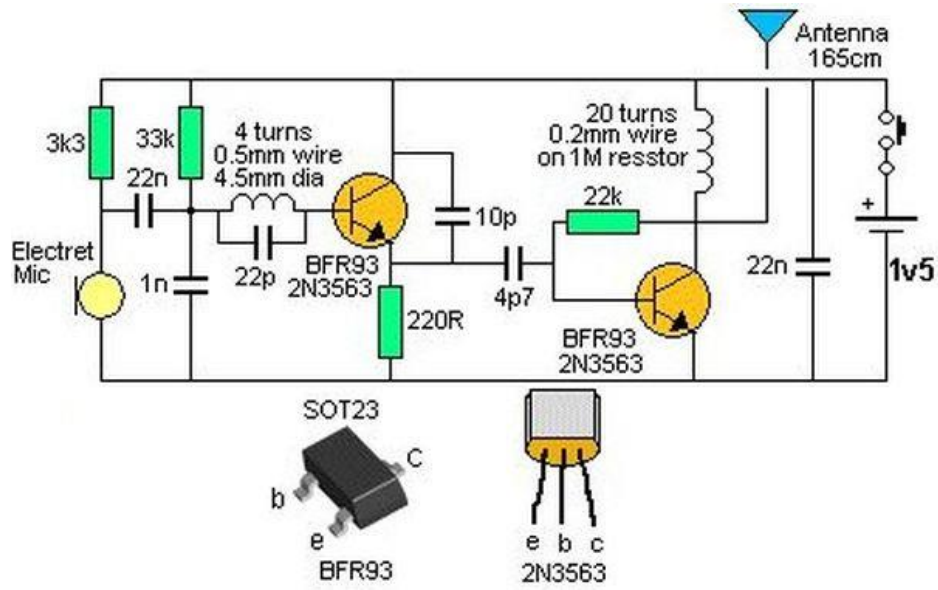 Antenna
165cm
3k3
33k
4 turns
0.5mm wire
4.5mm dia
20 turns
0.2mm wire
on 1M resstor
22n
22k
10p
+
Electret
Mic
1n
22p
BFR93
2N3563
4p7
22n
1v5
220R
BFR93
2N3563
SOT23
c
b
e
BFR93
e b c
2N3563